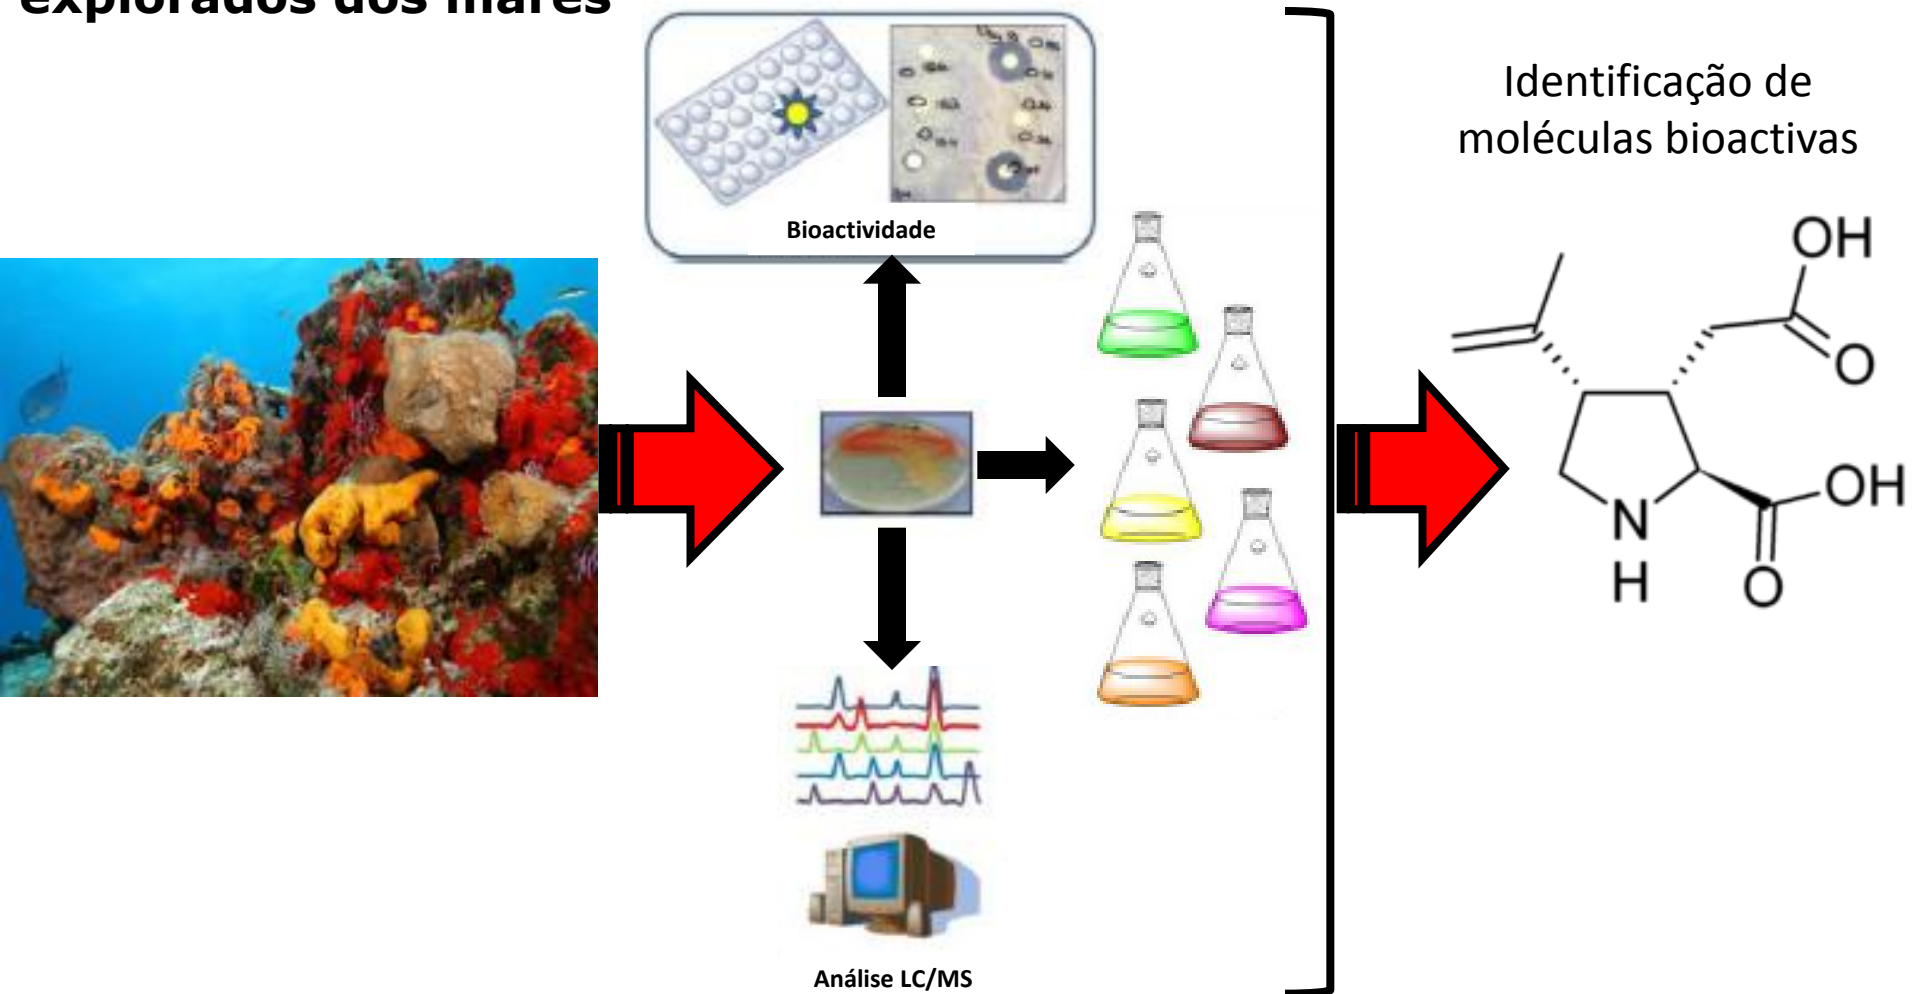 explorados dos mares
Identificação de
moléculas bioactivas
Bioactividade
OH
O
OH
N
H
O
Análise LC/MS